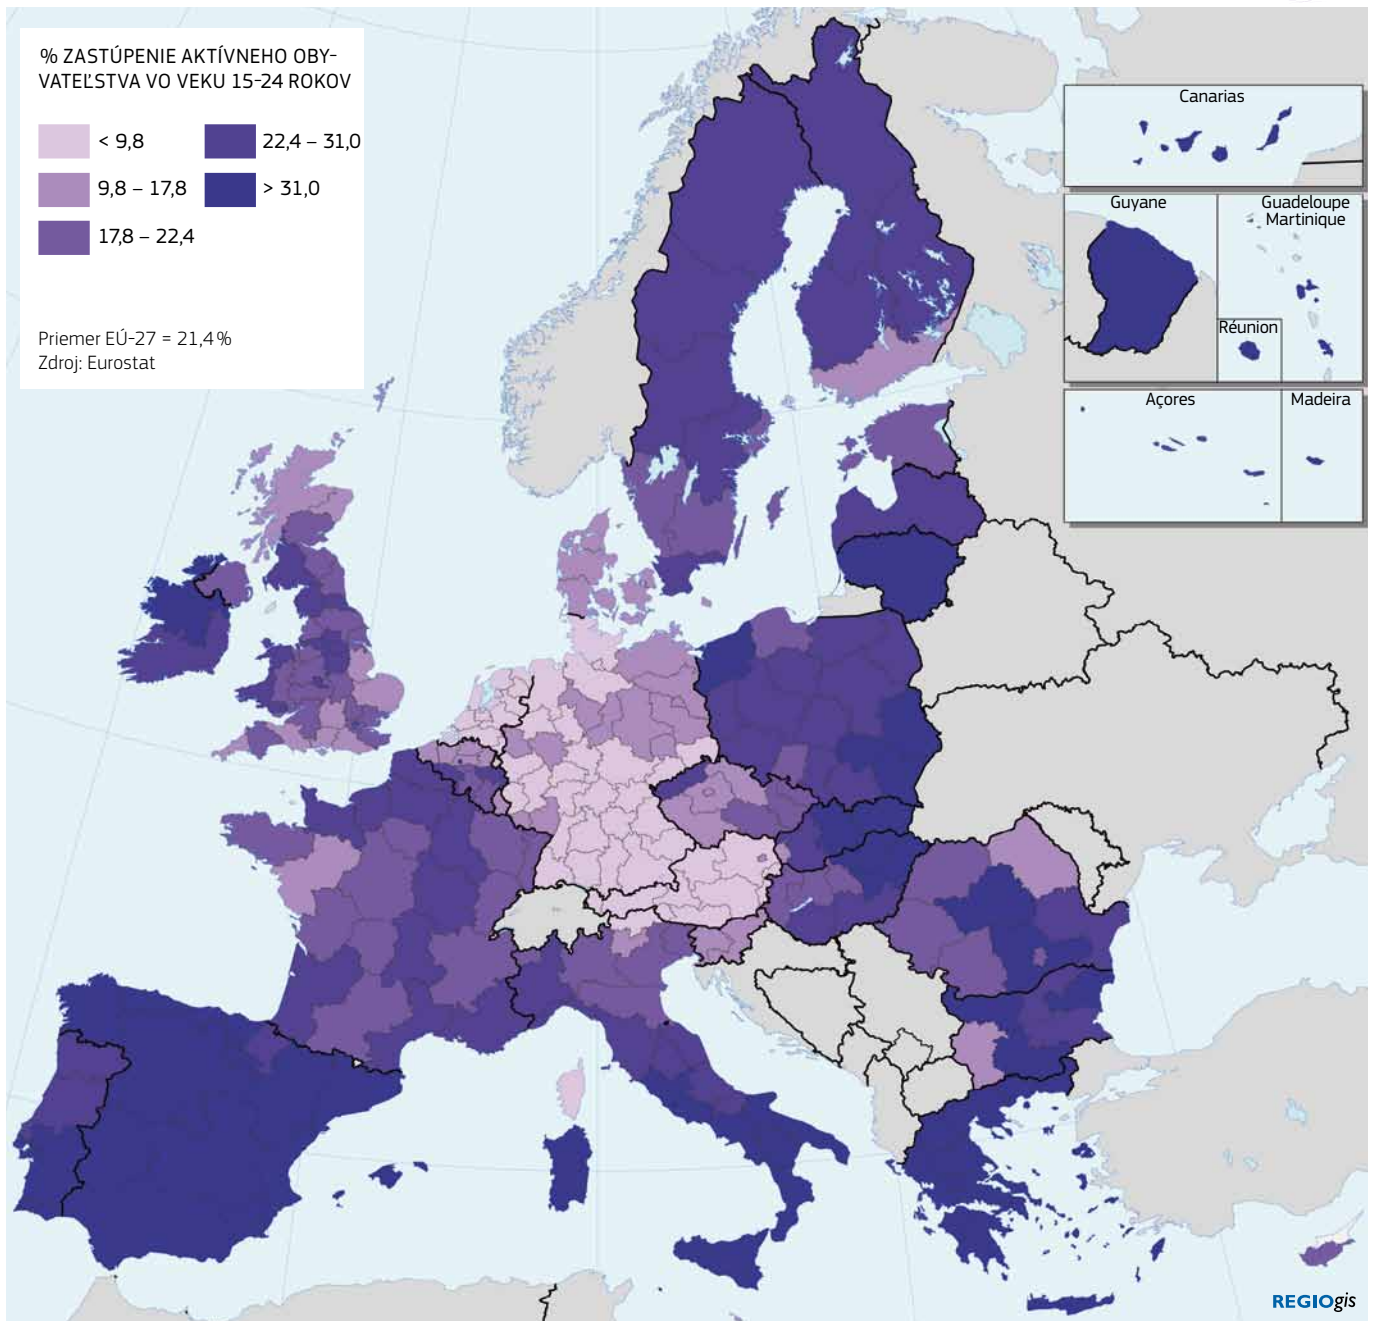 % ZASTÚPENIE AKTÍVNEHO OBY-
VATEĽSTVA VO VEKU 15-24 ROKOV
< 9,8
22,4 – 31,0
9,8 – 17,8
> 31,0
17,8 – 22,4
Priemer EÚ-27 = 21,4 %
Zdroj: Eurostat
Canarias
Guyane
Guadeloupe
Martinique
Réunion
Açores
Madeira
REGIOgis